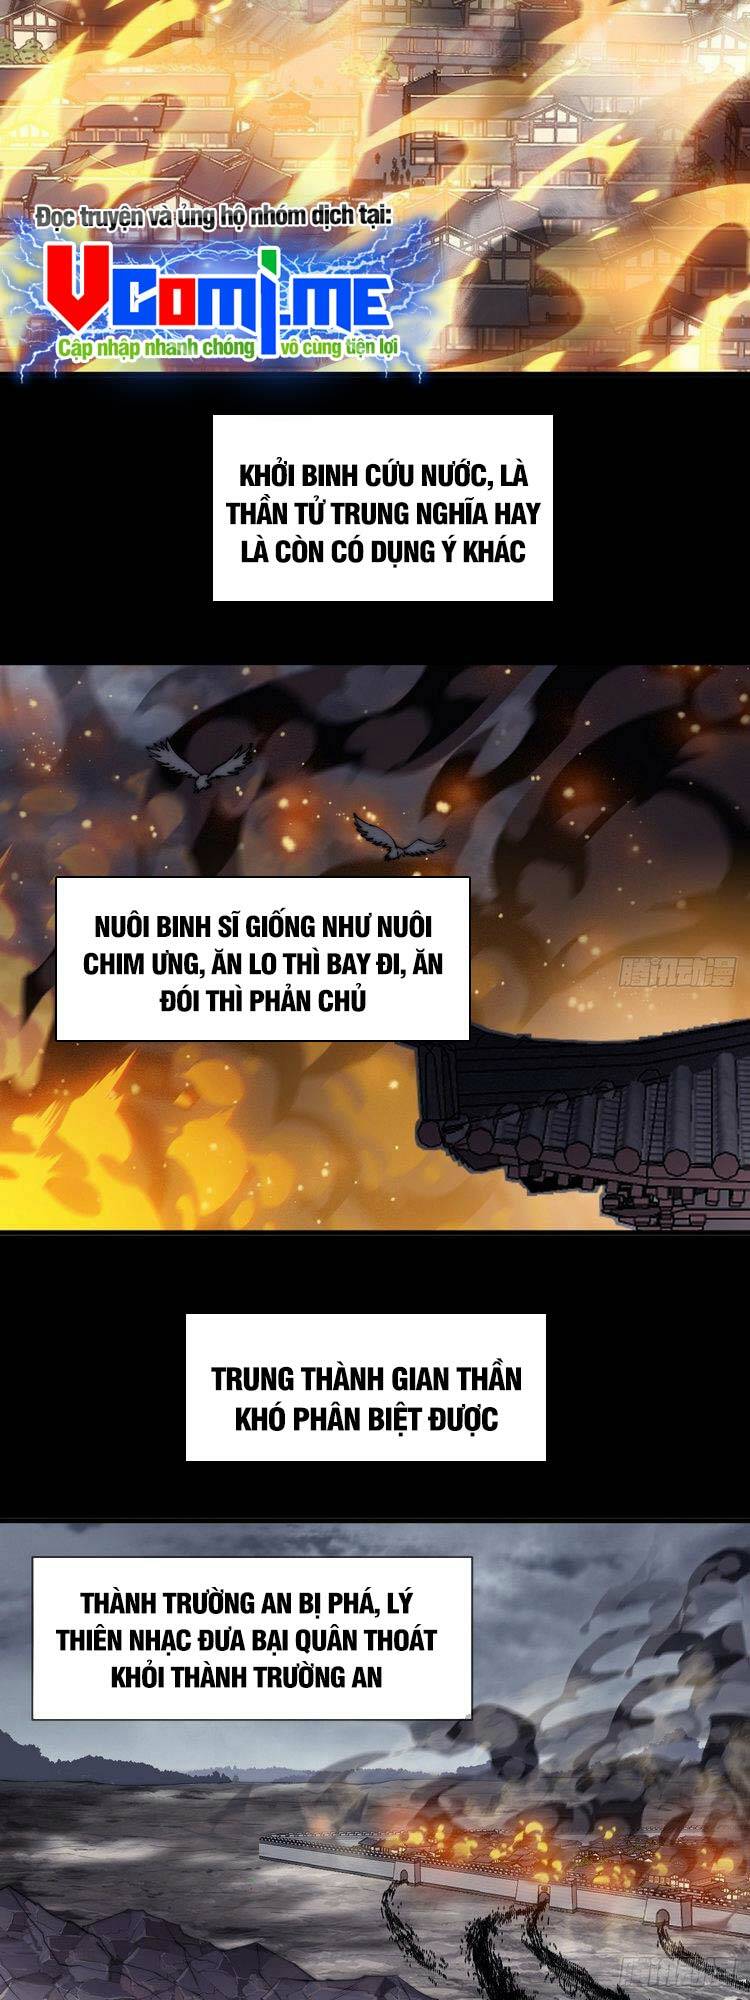 Đọc truyện và ủng hộ nhóm dịch tại:
Vcomi.me
Cập nhập nhanh chóng vô cùng tiện lợi
KHỞI BINH CỨU NƯỚC, LÀ
THẦN TỬ TRUNG NGHĨA HAY
LÀ CÒN CÓ DỤNG Ý KHÁC
NUÔI BINH SĨ GIỐNG NHƯ NUÔI
CHIM ƯNG, ĂN LO THÌ BAY ĐI, ĂN
ĐÓI THÌ PHẢN CHỦ
腾讯动漫
TRUNG THÀNH GIAN THẦN
KHÓ PHÂN BIỆT ĐƯỢC
THÀNH TRƯỜNG AN BỊ PHÁ, LÝ
THIÊN NHẠC ĐƯA BẠI QUÂN THOÁT
KHỎI THÀNH TRƯỜNG AN
腾讯动漫